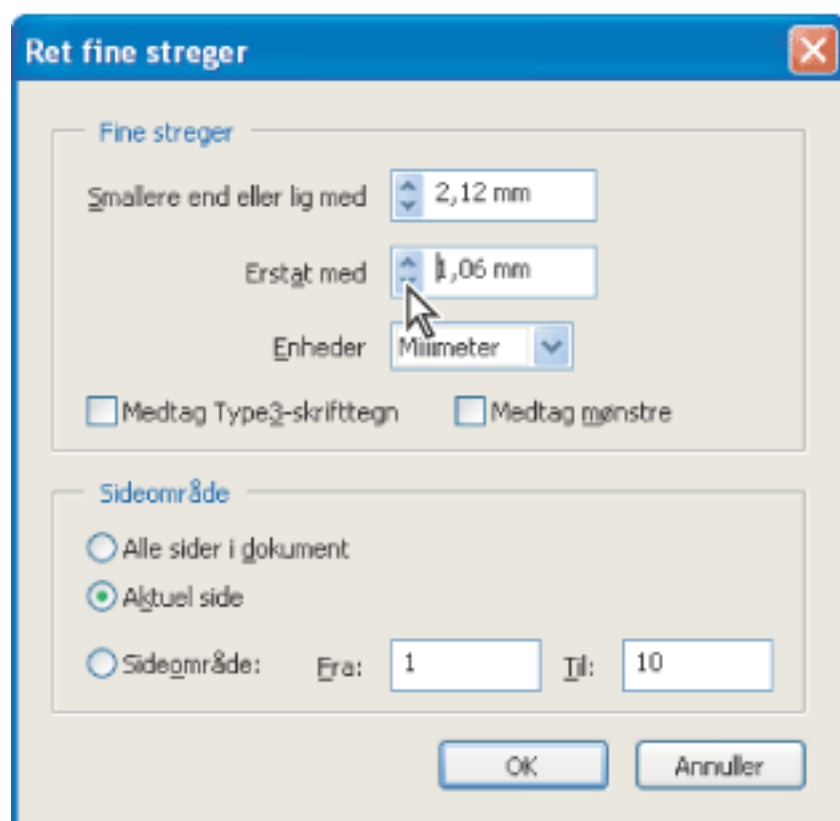 Ret fine streger
Fine streger
Smallere end eller lig med 2,12 mm
Erstat med 1,06 mm
Enheder Millimeter
Medtag Type3-skrifttegn Medtag mønstre
Sideområde
Alle sider i dokument
Aktuel side
Sideområde: Fra: 1 Til: 10
OK Annuller